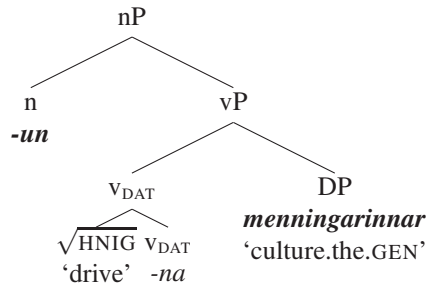 nP
n vP
-un
vDAT DP
menningarinnar
√HNIG vDAT 'culture.the.GEN'
'drive' -na